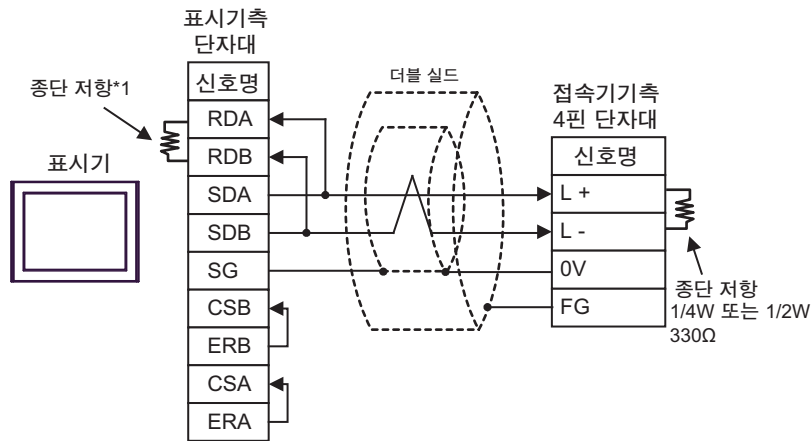 표시기측
단자대
신호명
종단 저항*1
RDA
RDB
표시기
SDA
SDB
SG
CSB
ERB
CSA
ERA
더블 실드
접속기기측
4핀 단자대
신호명
L +
L -
0V
FG
종단 저항
1/4W 또는 1/2W
330Ω